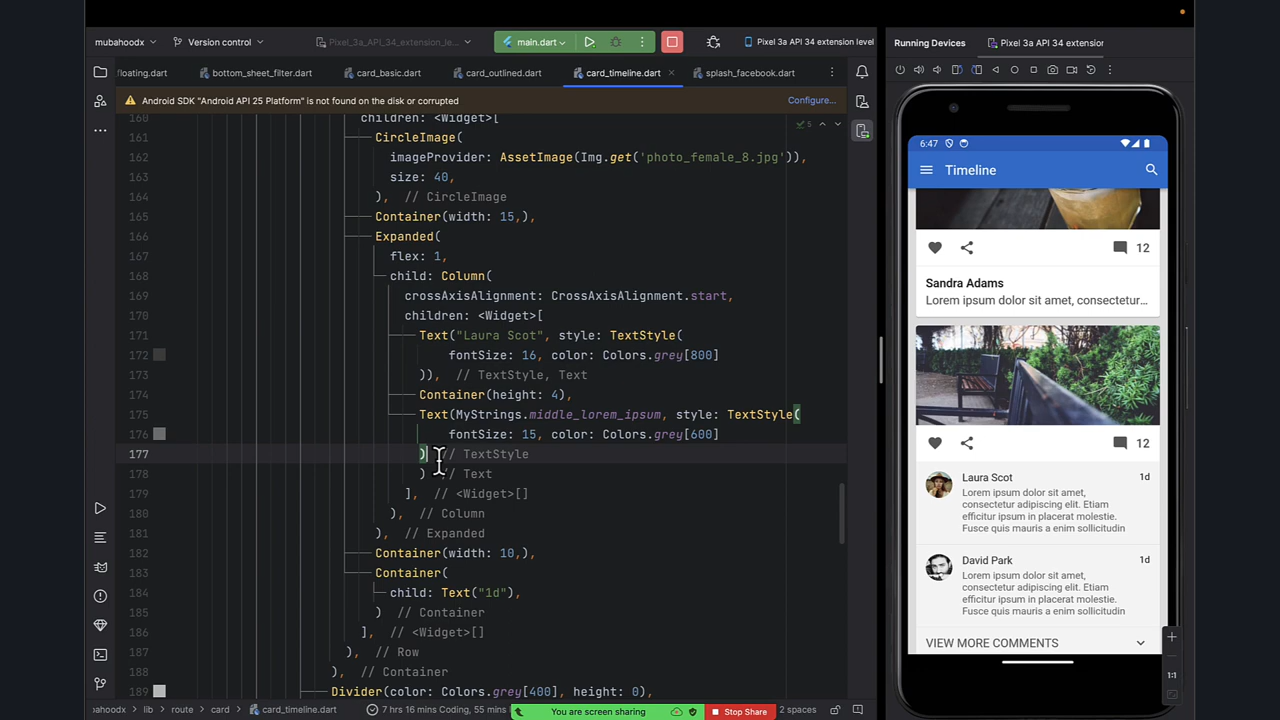 mubahoodx
Version control
Pixel_3a_API_34_extension_le...
main.dart
Pixel 3a API 34 extension level
Running Devices
Pixel 3a API 34 extension
floating.dart
bottom_sheet_filter.dart
card_basic.dart
card_outlined.dart
card_timeline.dart
splash_facebook.dart
Android SDK "Android API 25 Platform" is not found on the disk or corrupted
Configure...
5
160 children: <Widget>[
161 CircleImage(
162 imageProvider: AssetImage(Img.get('photo_female_8.jpg')),
163 size: 40,
164 ), // CircleImage
165 Container(width: 15,),
166 Expanded(
167 flex: 1,
168 child: Column(
169 crossAxisAlignment: CrossAxisAlignment.start,
170 children: <Widget>[
171 Text("Laura Scot", style: TextStyle(
172 fontSize: 16, color: Colors.grey[800]
173 )), // TextStyle, Text
174 Container(height: 4),
175 Text(MyStrings.middle_lorem_ipsum, style: TextStyle(
176 fontSize: 15, color: Colors.grey[600]
177 ) // TextStyle
178 ) // Text
179 ], // <Widget>[]
180 ), // Column
181 ), // Expanded
182 Container(width: 10,),
183 Container(
184 child: Text("1d"),
185 ) // Container
186 ], // <Widget>[]
187 ), // Row
188 ), // Container
189 Divider(color: Colors.grey[400], height: 0),
6:47
Timeline
12
Sandra Adams
Lorem ipsum dolor sit amet, consectetur...
12
Laura Scot
1d
Lorem ipsum dolor sit amet,
consectetur adipiscing elit. Etiam
efficitur ipsum in placerat molestie.
Fusce quis mauris a enim sollicitudin
David Park
1d
Lorem ipsum dolor sit amet,
consectetur adipiscing elit. Etiam
efficitur ipsum in placerat molestie.
Fusce quis mauris a enim sollicitudin
VIEW MORE COMMENTS
1:1
bahoodx > lib > route > card > card_timeline.dart
7 hrs 16 mins Coding, 55 mins
You are screen sharing
Stop Share
2 spaces